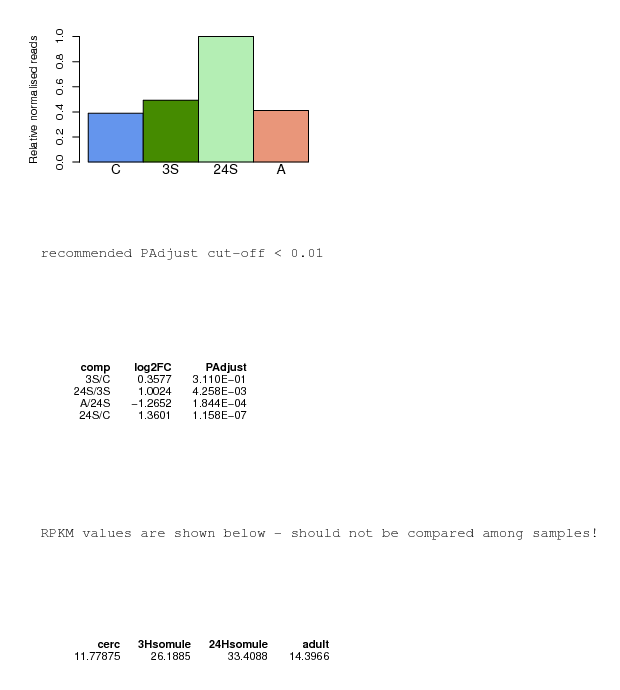 Relative normalised reads
1.0
0.8
0.6
0.4
0.2
0.0
C 3S 24S A
recommended PAdjust cut-off < 0.01
comp log2FC PAdjust
3S/C 0.3577 3.110E−01
24S/3S 1.0024 4.258E−03
A/24S −1.2652 1.844E−04
24S/C 1.3601 1.158E−07
RPKM values are shown below - should not be compared among samples!
cerc 3Hsomule 24Hsomule adult
11.77875 26.1885 33.4088 14.3966